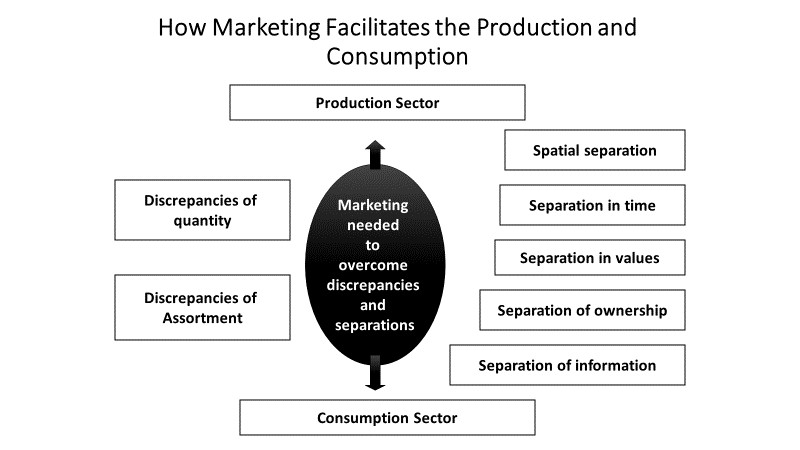 How Marketing Facilitates the Production and
Consumption
Production Sector
Discrepancies of
quantity
Discrepancies of
Assortment
Marketing
needed
to
overcome
discrepancies
and
separations
Spatial separation
Separation in time
Separation in values
Separation of ownership
Separation of information
Consumption Sector